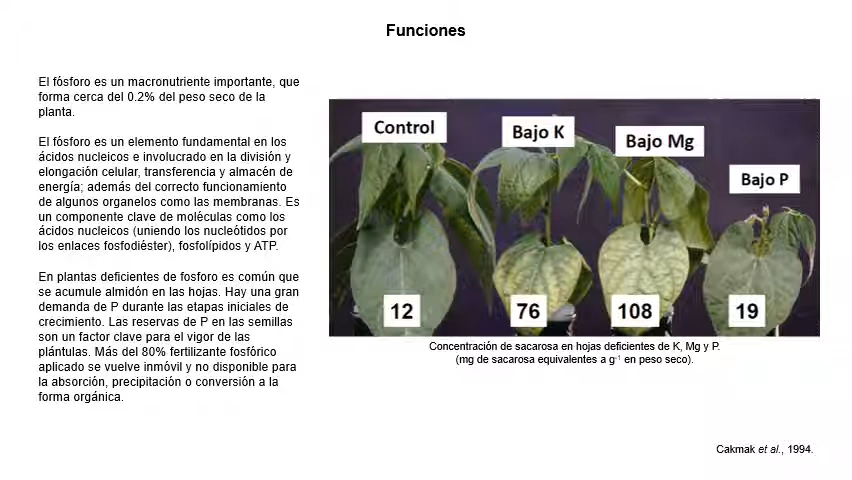 Funciones
El fósforo es un macronutriente importante, que
forma cerca del 0.2% del peso seco de la
planta.
El fósforo es un elemento fundamental en los
ácidos nucleicos e involucrado en la división y
elongación celular, transferencia y almacén de
energía; además del correcto funcionamiento
de algunos organelos como las membranas. Es
un componente clave de moléculas como los
ácidos nucleicos (uniendo los nucleótidos por
los enlaces fosfodiéster), fosfolípidos y ATP.
En plantas deficientes de fosforo es común que
se acumule almidón en las hojas. Hay una gran
demanda de P durante las etapas iniciales de
crecimiento. Las reservas de P en las semillas
son un factor clave para el vigor de las
plántulas. Más del 80% fertilizante fosfórico
aplicado se vuelve inmóvil y no disponible para
la absorción, precipitación o conversión a la
forma orgánica.
Control
Bajo K
Bajo Mg
Bajo P
12
76
108
19
Concentración de sacarosa en hojas deficientes de K, Mg y P.
(mg de sacarosa equivalentes a g⁻¹ en peso seco).
Cakmak et al., 1994.